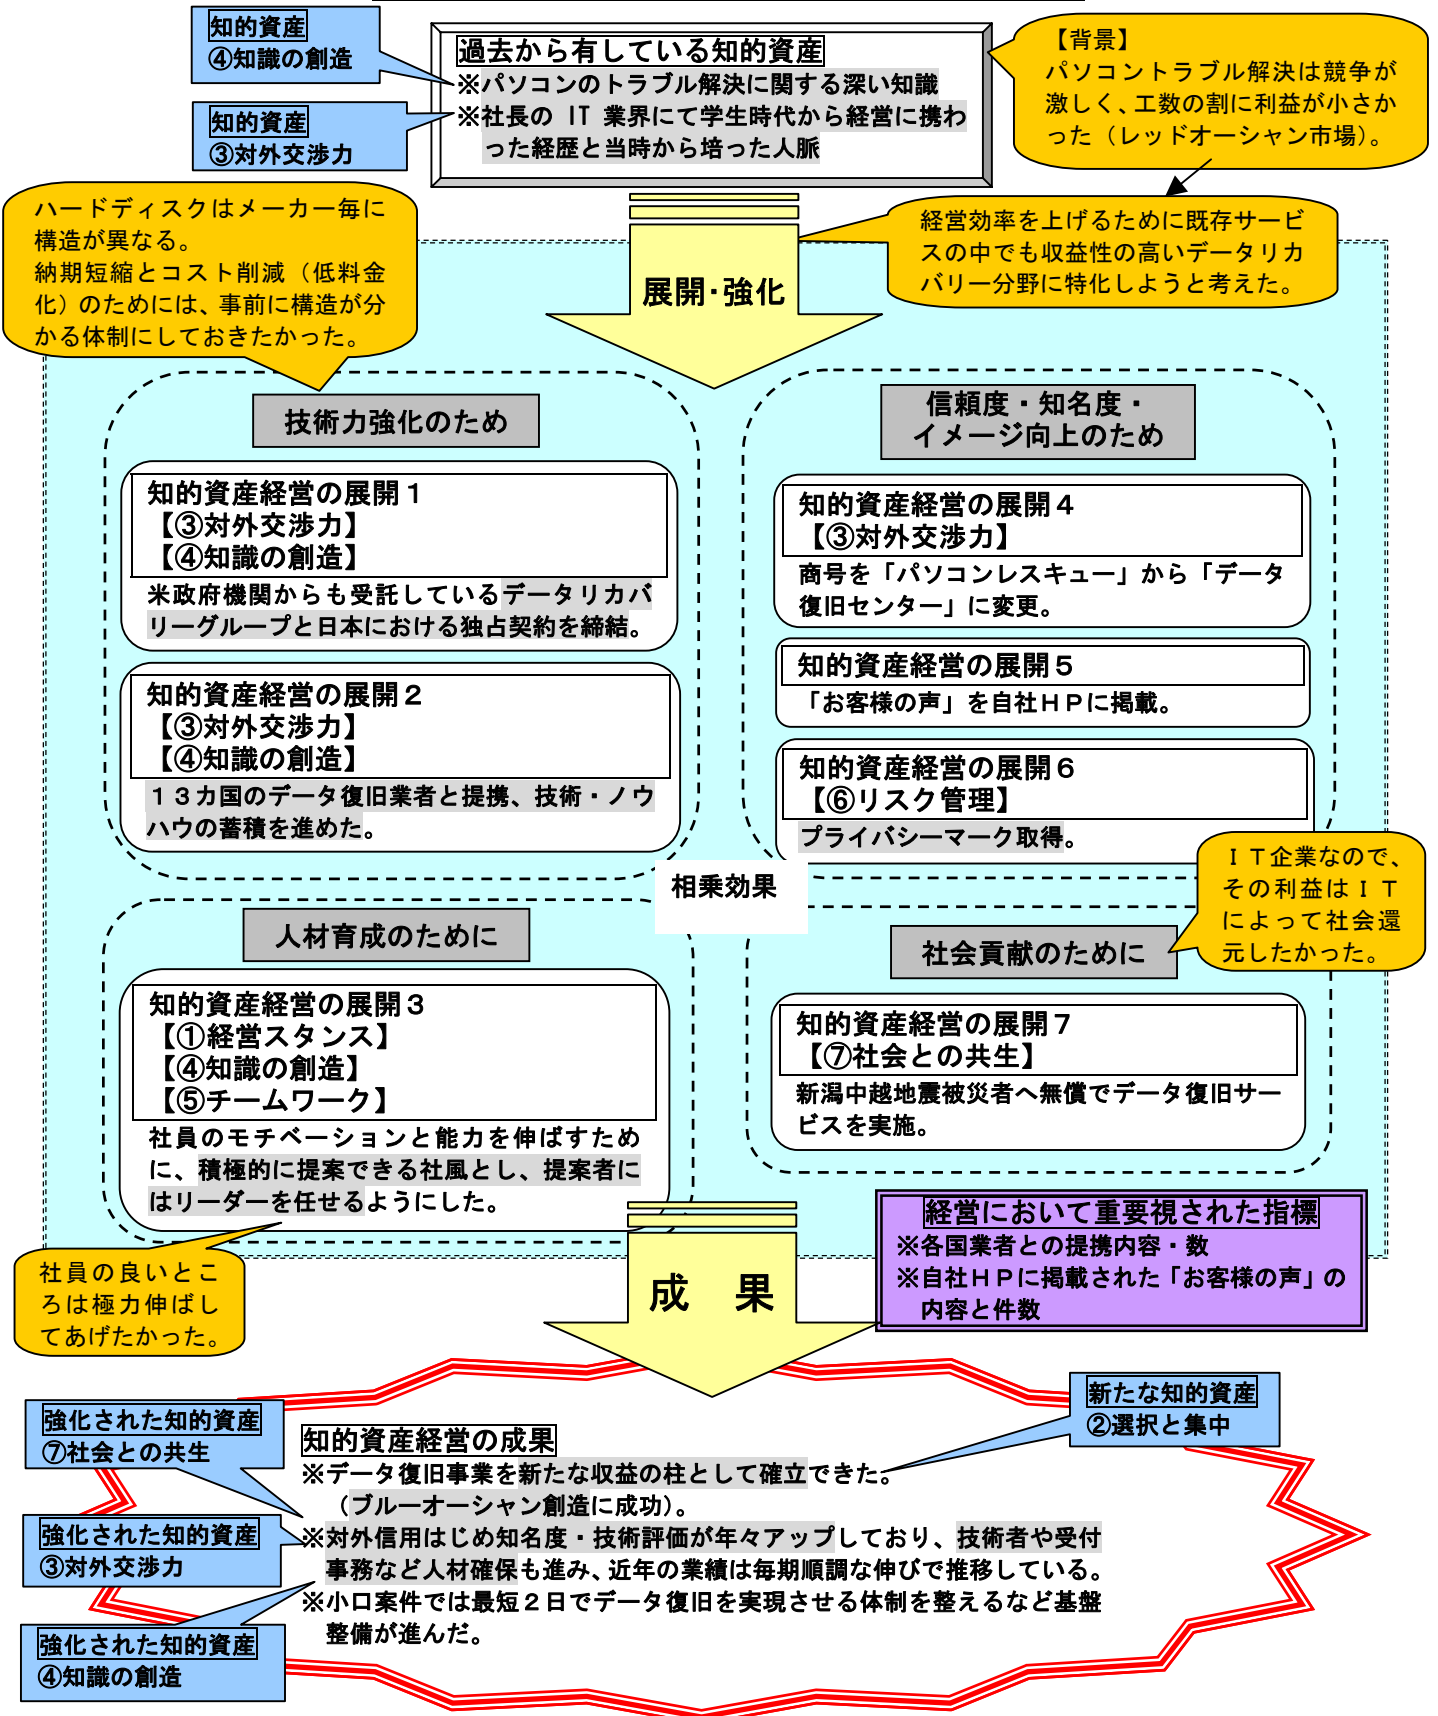 知的資産
④知識の創造
知的資産
③対外交渉力
過去から有している知的資産
※パソコンのトラブル解決に関する深い知識
※社長の IT 業界にて学生時代から経営に携わ
った経歴と当時から培った人脈
【背景】
パソコントラブル解決は競争が
激しく、工数の割に利益が小さか
った（レッドオーシャン市場）。
ハードディスクはメーカー毎に
構造が異なる。
納期短縮とコスト削減（低料金
化）のためには、事前に構造が分
かる体制にしておきたかった。
経営効率を上げるために既存サービ
スの中でも収益性の高いデータリカ
バリー分野に特化しようと考えた。
展開・強化
技術力強化のため
知的資産経営の展開１
【③対外交渉力】
【④知識の創造】
米政府機関からも受託しているデータリカバ
リーグループと日本における独占契約を締結。
知的資産経営の展開２
【③対外交渉力】
【④知識の創造】
１３カ国のデータ復旧業者と提携、技術・ノウ
ハウの蓄積を進めた。
信頼度・知名度・
イメージ向上のため
知的資産経営の展開４
【③対外交渉力】
商号を「パソコンレスキュー」から「データ
復旧センター」に変更。
知的資産経営の展開５
「お客様の声」を自社ＨＰに掲載。
知的資産経営の展開６
【⑥リスク管理】
プライバシーマーク取得。
相乗効果
ＩＴ企業なので、
その利益はＩＴ
によって社会還
元したかった。
人材育成のために
知的資産経営の展開３
【①経営スタンス】
【④知識の創造】
【⑤チームワーク】
社員のモチベーションと能力を伸ばすため
に、積極的に提案できる社風とし、提案者に
はリーダーを任せるようにした。
社会貢献のために
知的資産経営の展開７
【⑦社会との共生】
新潟中越地震被災者へ無償でデータ復旧サー
ビスを実施。
社員の良いとこ
ろは極力伸ばし
てあげたかった。
成　果
経営において重要視された指標
※各国業者との提携内容・数
※自社ＨＰに掲載された「お客様の声」の
内容と件数
強化された知的資産
⑦社会との共生
強化された知的資産
③対外交渉力
強化された知的資産
④知識の創造
新たな知的資産
②選択と集中
知的資産経営の成果
※データ復旧事業を新たな収益の柱として確立できた。
（ブルーオーシャン創造に成功）。
※対外信用はじめ知名度・技術評価が年々アップしており、技術者や受付
事務など人材確保も進み、近年の業績は毎期順調な伸びで推移している。
※小口案件では最短２日でデータ復旧を実現させる体制を整えるなど基盤
整備が進んだ。